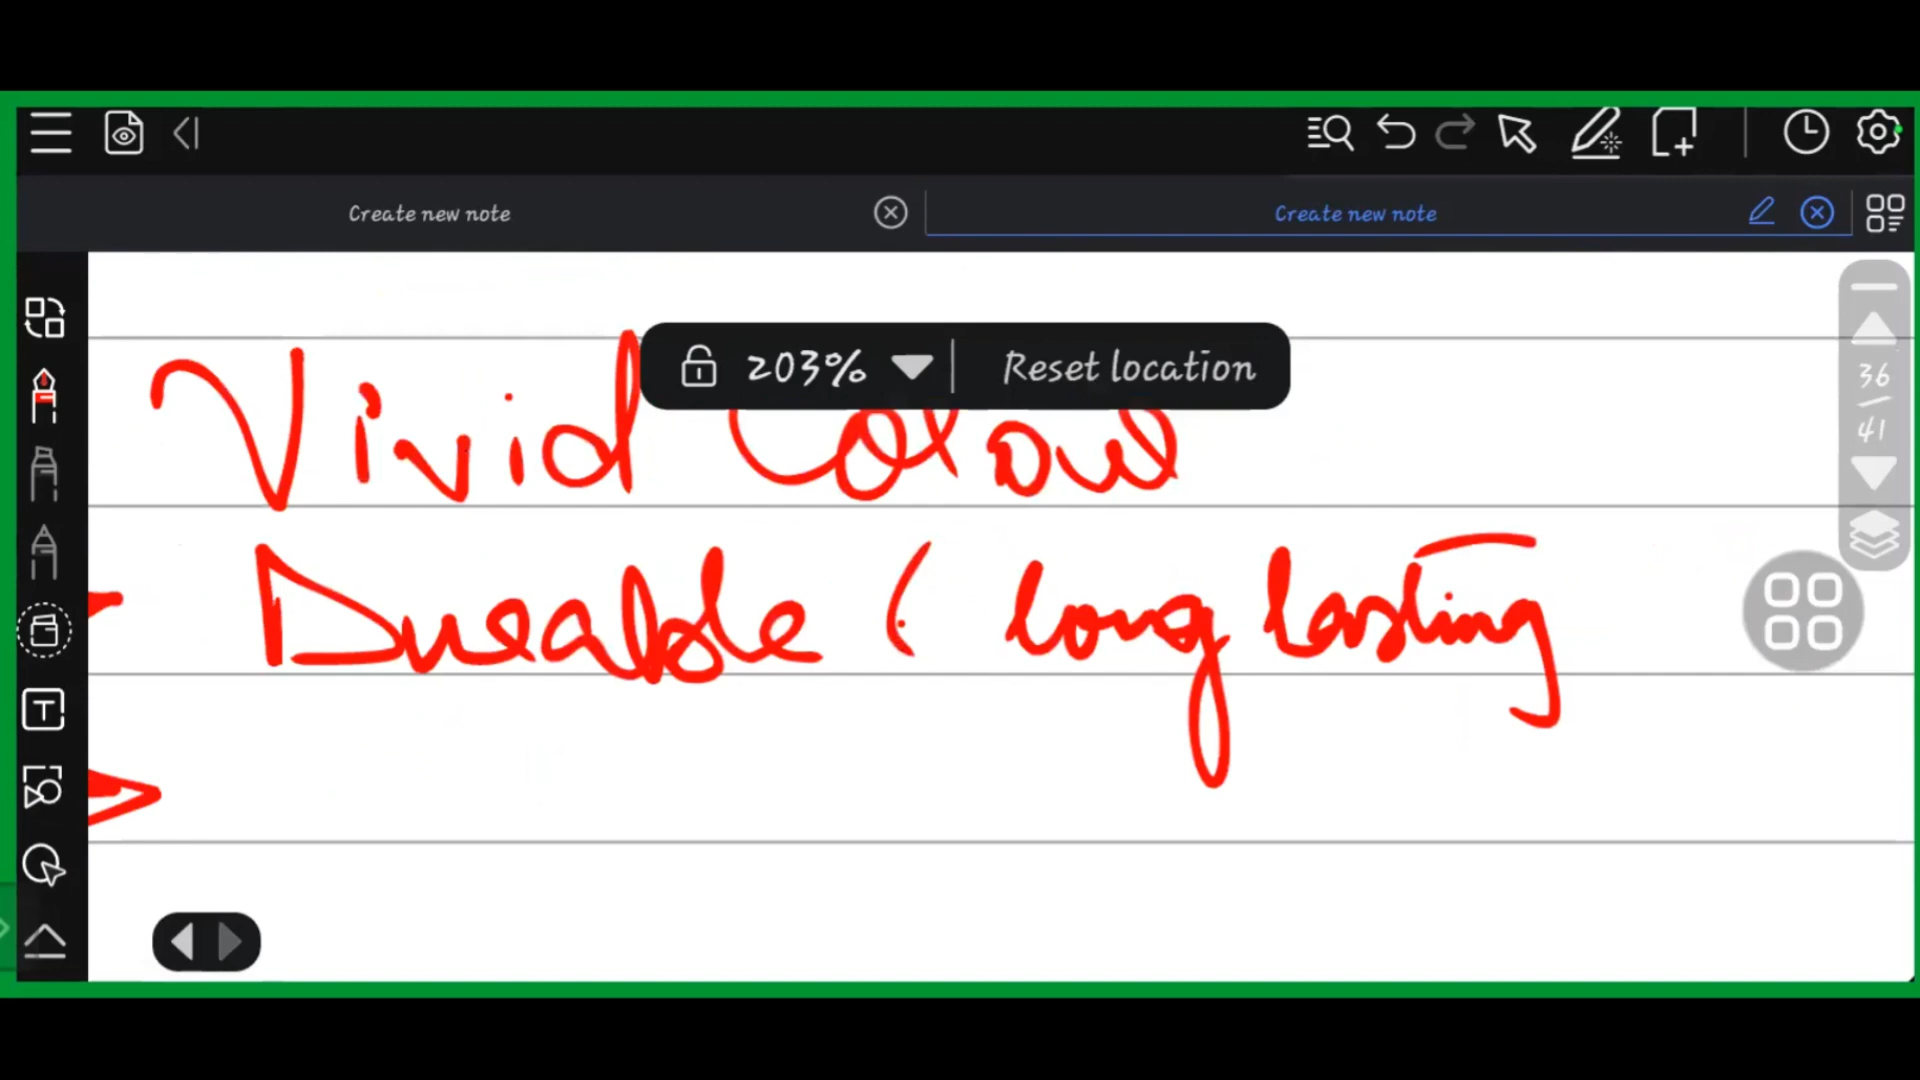 Create new note
Create new note
203%
Reset location
36
41
Vivid Colour
Durable ( long lasting
T